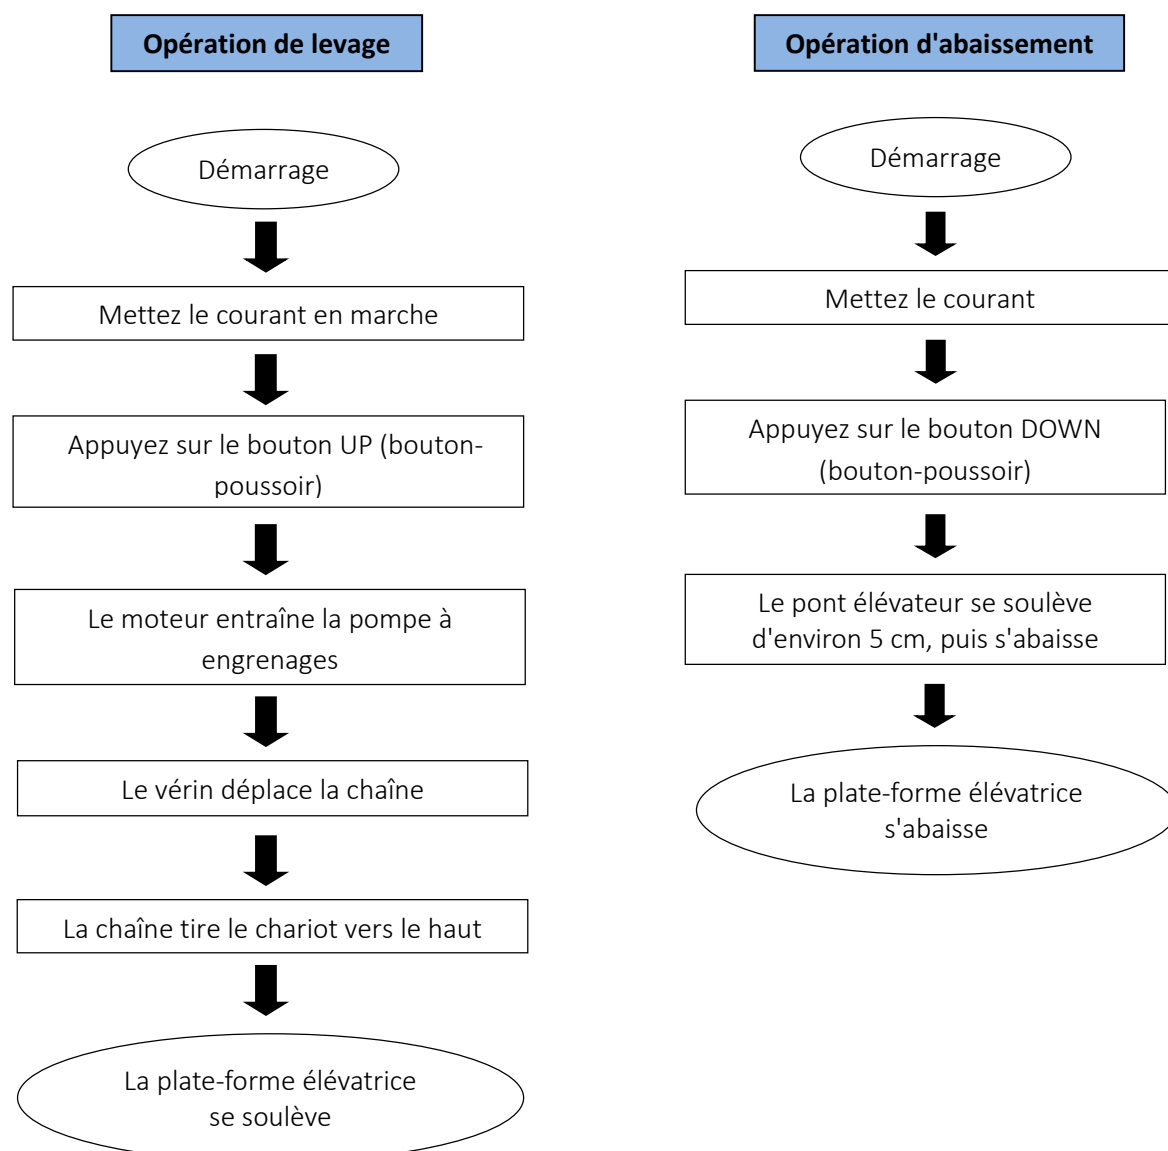 Opération de levage
Démarrage
Mettez le courant en marche
Appuyez sur le bouton UP (bouton-
poussoir)
Le moteur entraîne la pompe à
engrenages
Le vérin déplace la chaîne
La chaîne tire le chariot vers le haut
La plate-forme élévatrice
se soulève
Opération d'abaissement
Démarrage
Mettez le courant
Appuyez sur le bouton DOWN
(bouton-poussoir)
Le pont élévateur se soulève
d'environ 5 cm, puis s'abaisse
La plate-forme élévatrice
s'abaisse